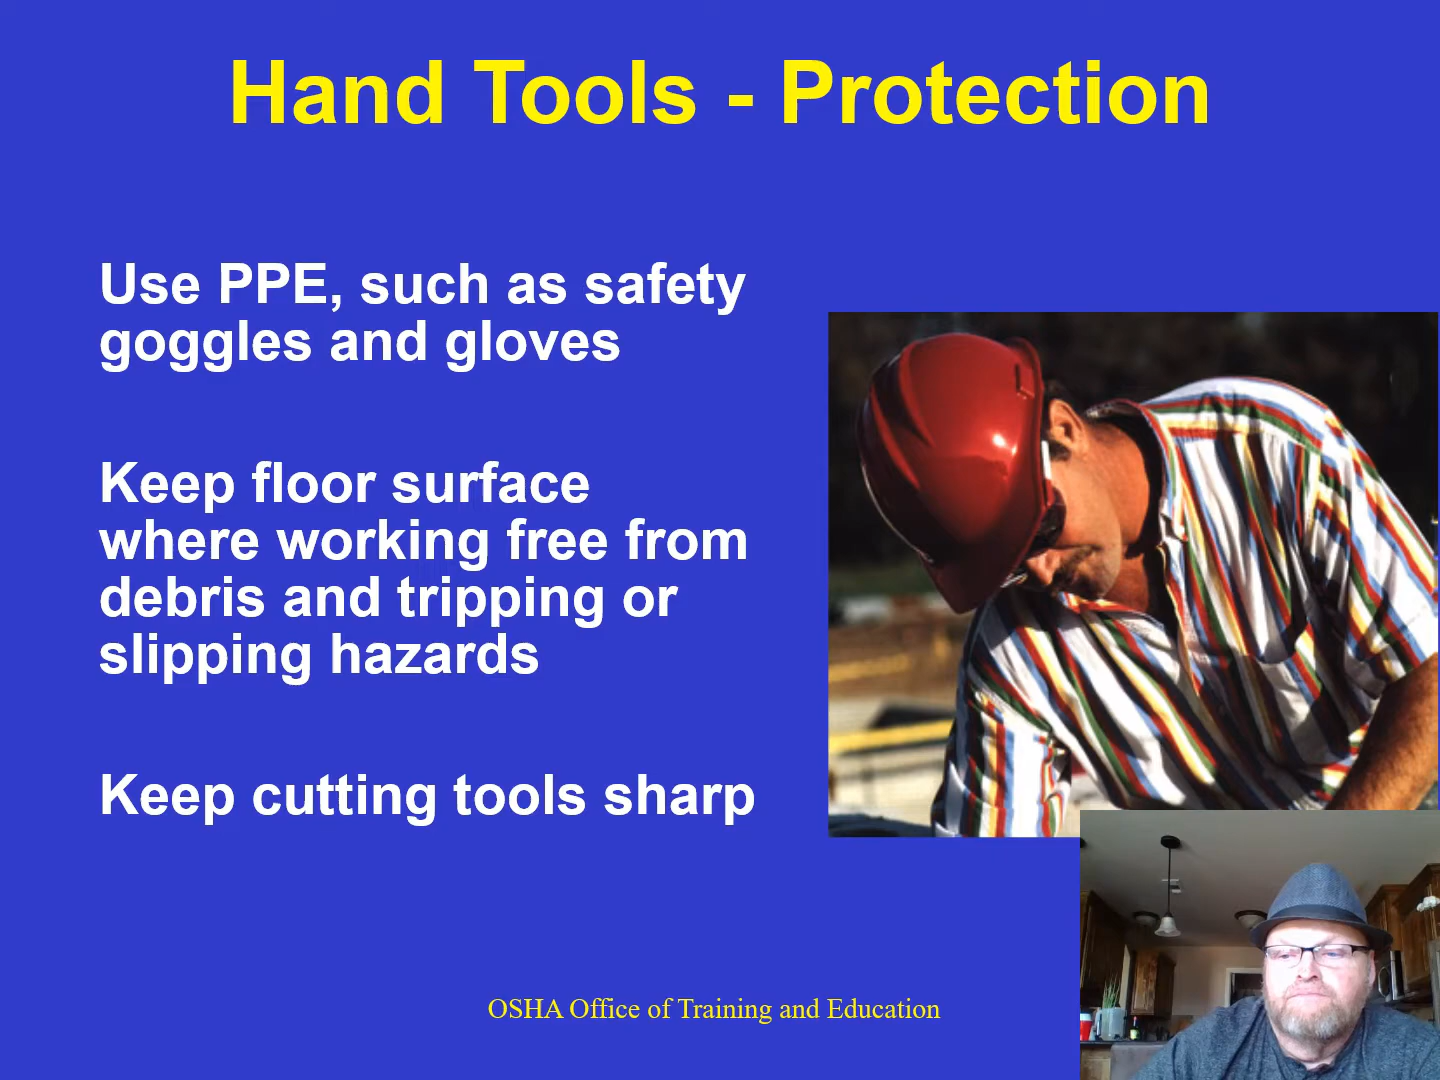 Hand Tools - Protection
Use PPE, such as safety
goggles and gloves
Keep floor surface
where working free from
debris and tripping or
slipping hazards
Keep cutting tools sharp
OSHA Office of Training and Education